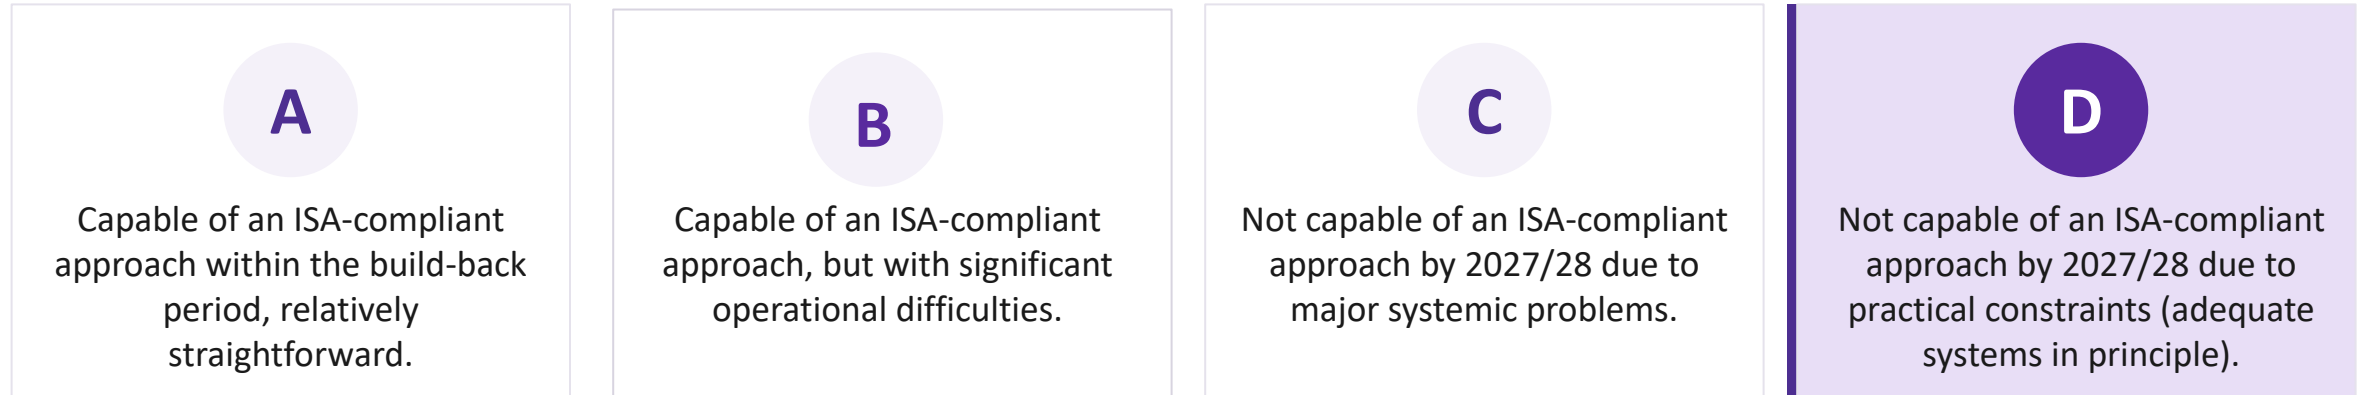 A
Capable of an ISA-compliant
approach within the build-back
period, relatively
straightforward.
B
Capable of an ISA-compliant
approach, but with significant
operational difficulties.
C
Not capable of an ISA-compliant
approach by 2027/28 due to
major systemic problems.
D
Not capable of an ISA-compliant
approach by 2027/28 due to
practical constraints (adequate
systems in principle).